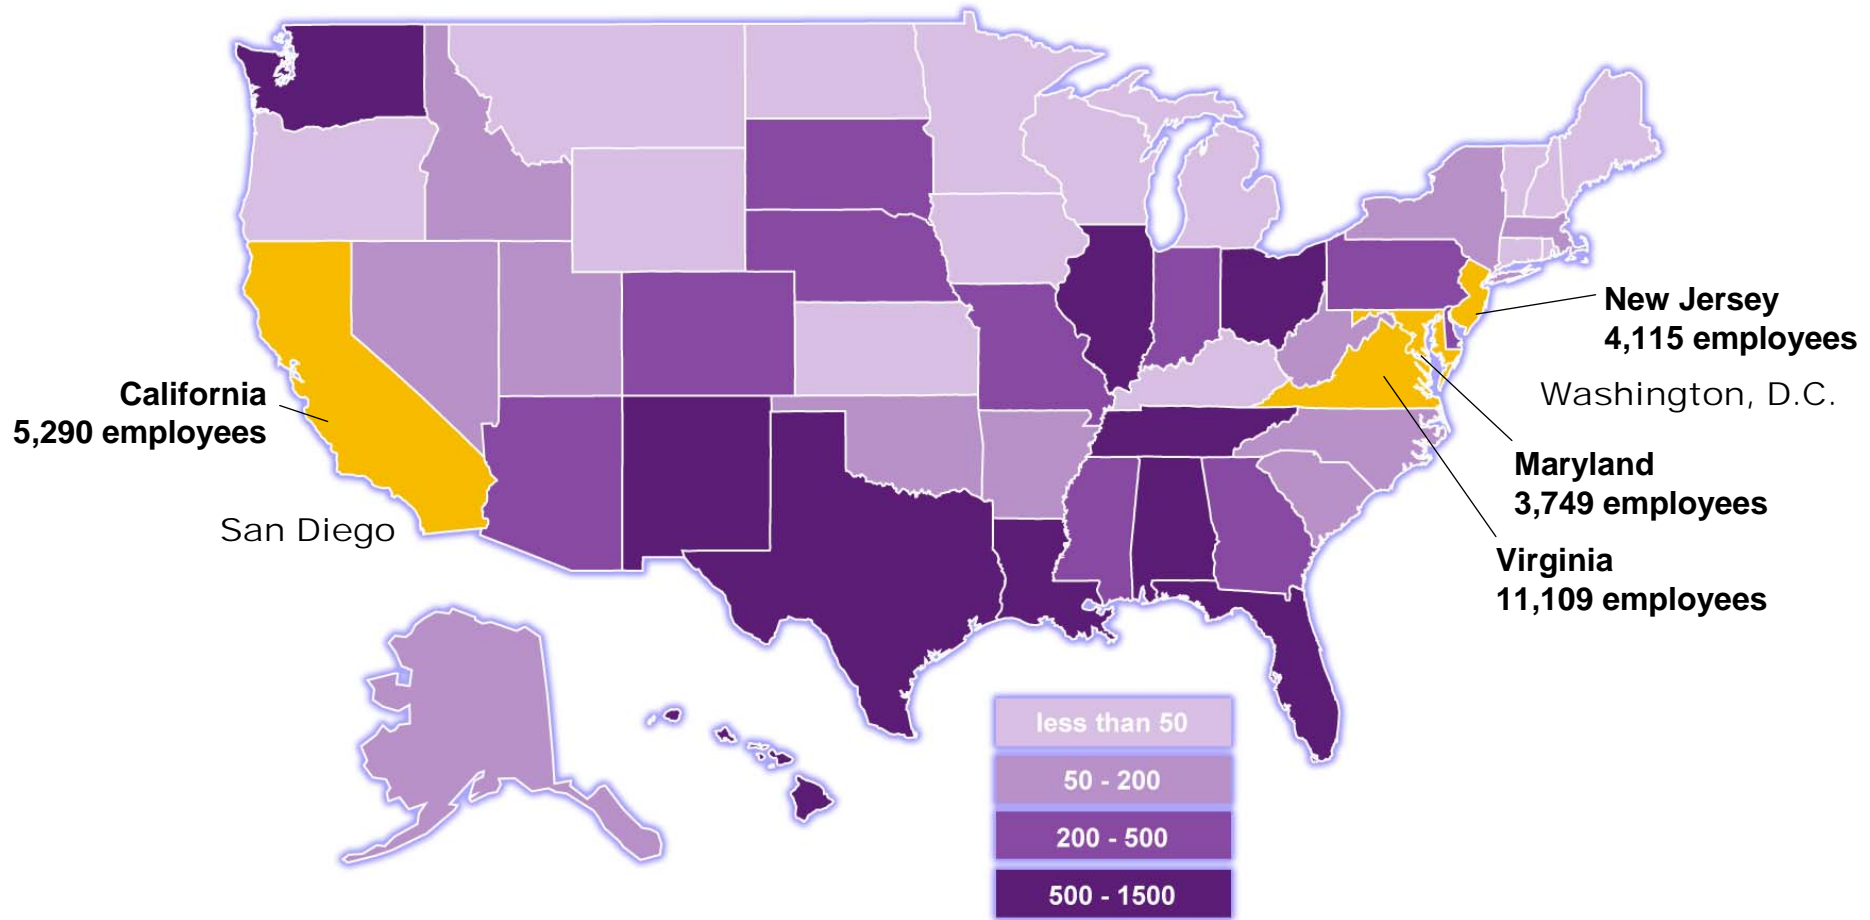 New Jersey
4,115 employees
Washington, D.C.
California
5,290 employees
Maryland
3,749 employees
San Diego
Virginia
11,109 employees
less than 50
50 - 200
200 - 500
500 - 1500